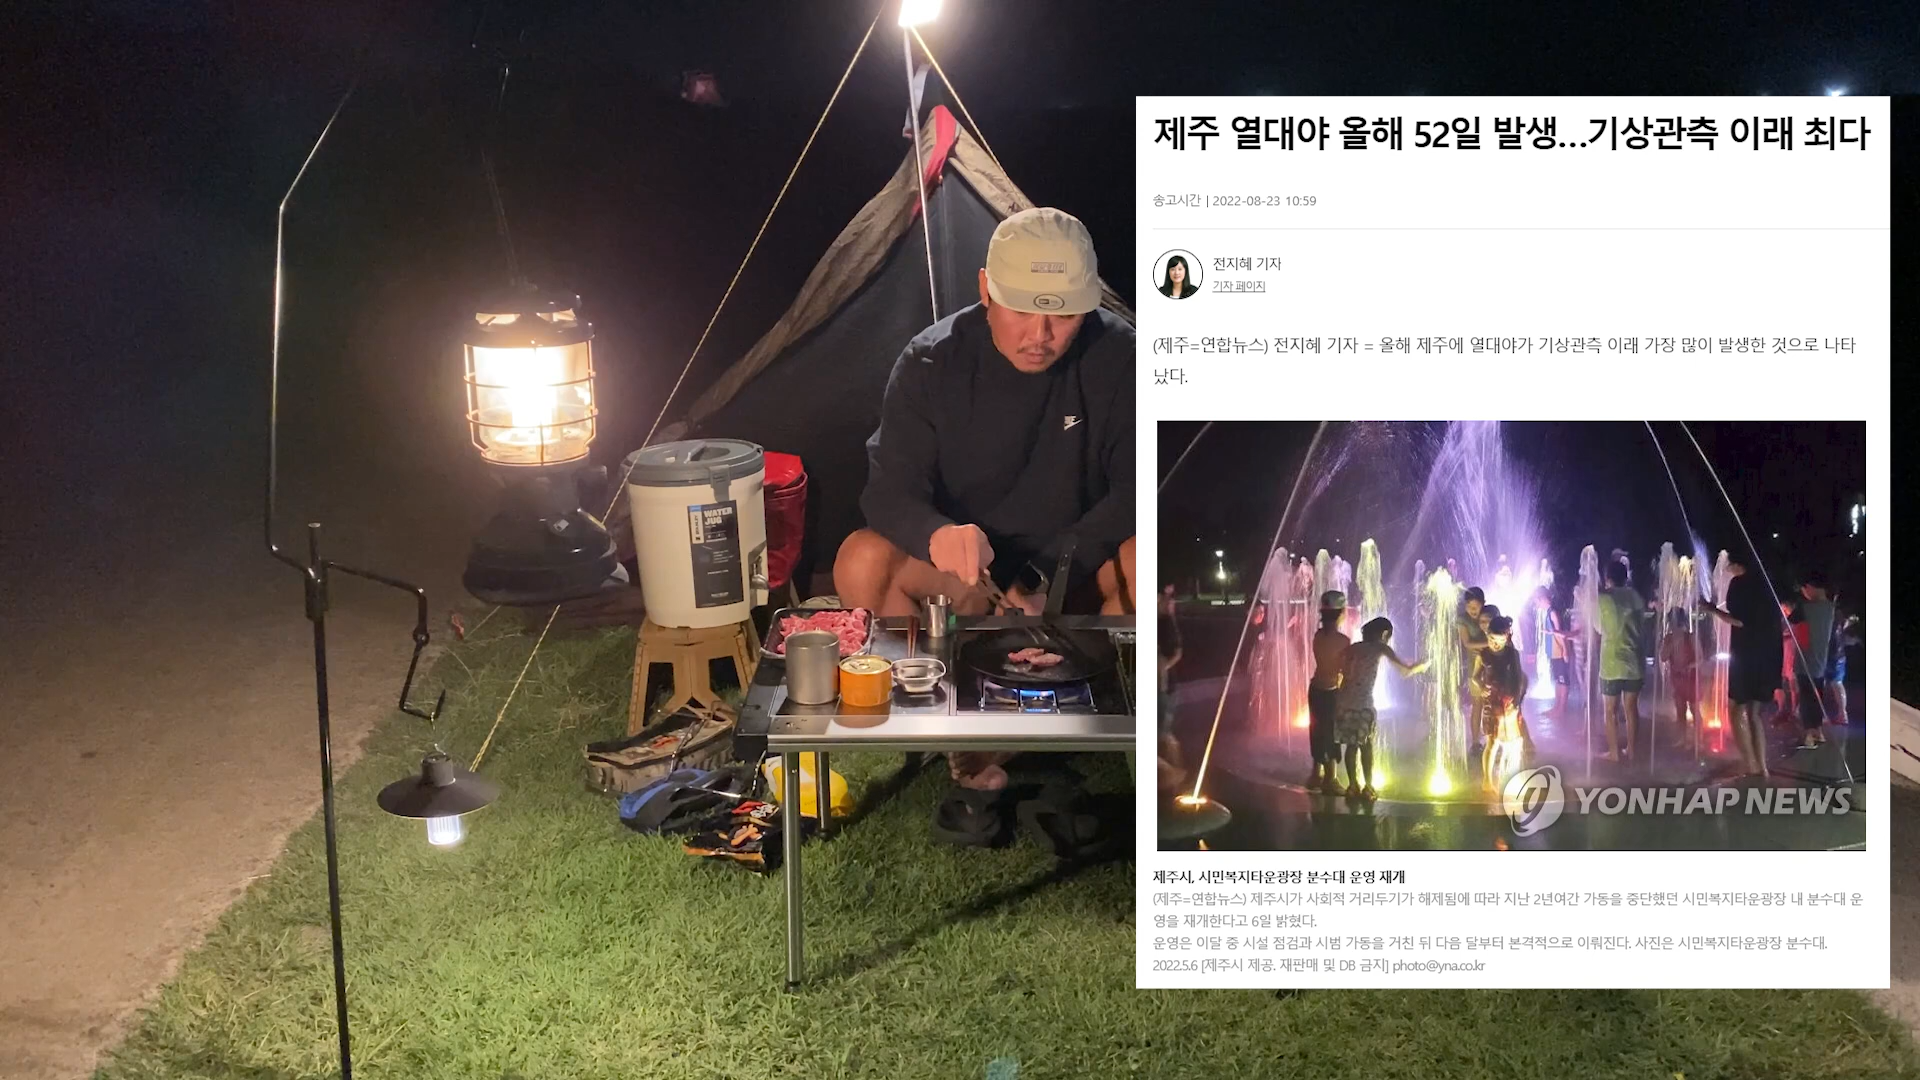 제주 열대야 올해 52일 발생...기상관측 이래 최다
송고시간 | 2022-08-23 10:59
전지혜 기자
기자 페이지
(제주=연합뉴스) 전지혜 기자 = 올해 제주에 열대야가 기상관측 이래 가장 많이 발생한 것으로 나타
났다.
YONHAP NEWS
제주시, 시민복지타운광장 분수대 운영 재개
(제주=연합뉴스) 제주시가 사회적 거리두기가 해제됨에 따라 지난 2년여간 가동을 중단했던 시민복지타운광장 내 분수대 운
영을 재개한다고 6일 밝혔다.
운영은 이달 중 시설 점검과 시범 가동을 거친 뒤 다음 달부터 본격적으로 이뤄진다. 사진은 시민복지타운광장 분수대.
2022.5.6 [제주시 제공. 재판매 및 DB 금지] photo@yna.co.kr
WATER
JUG